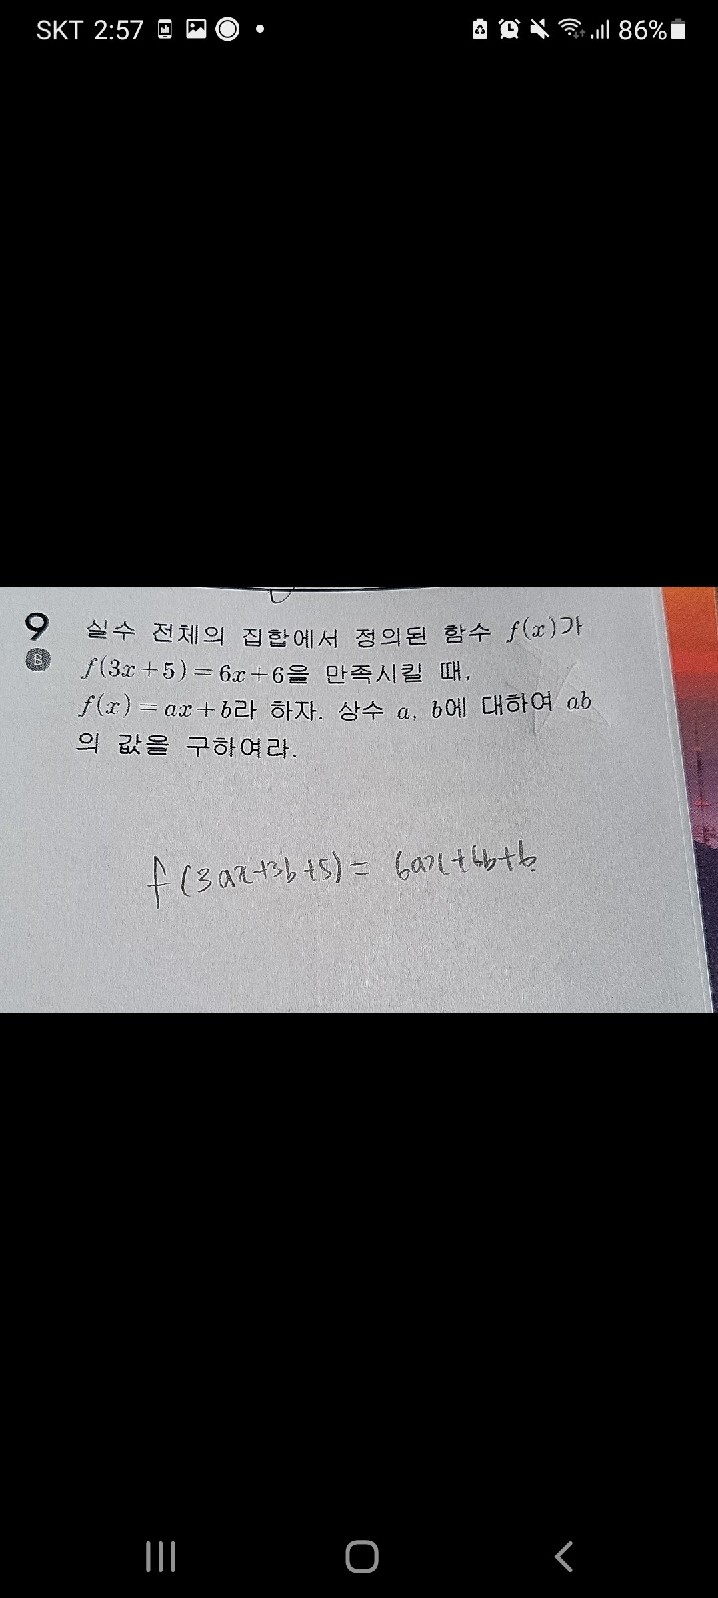 SKT 2:57
86%
9 실수 전체의 집합에서 정의된 함수 f(x)가
f(3x+5)=6x+6을 만족시킬 때,
f(x)=ax+b라 하자. 상수 a, b에 대하여 ab
의 값을 구하여라.
f(3ax+3b+5)= 6ax+6b+6